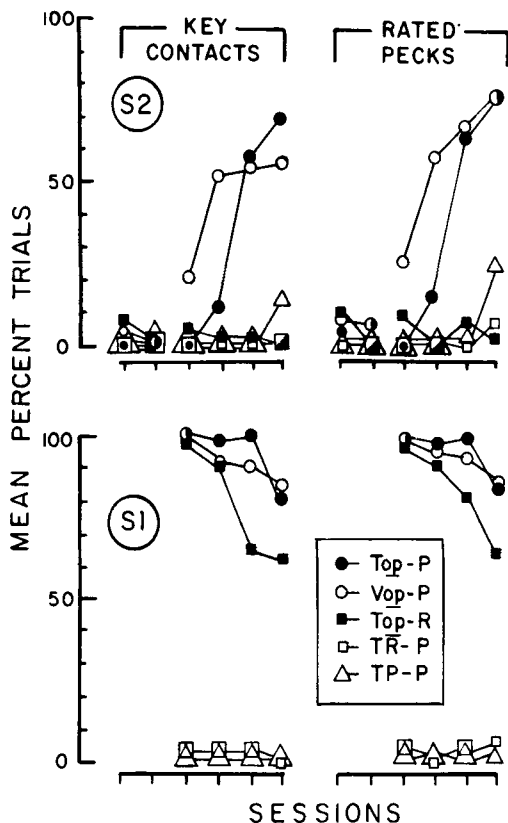 KEY CONTACTS
RATED PECKS
100
S2
50
0
MEAN PERCENT TRIALS
100
S1
50
0
Top-P
Vop-P
Top-R
TR-P
TP-P
SESSIONS